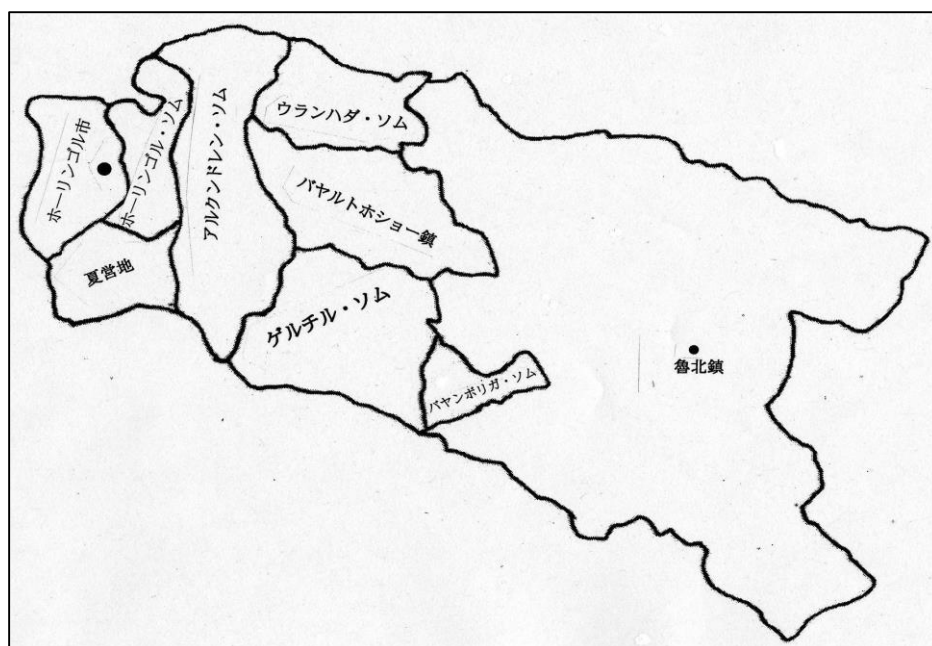 ホーリンゴル市
ホーリンゴル・ソム
アルクンドレン・ソム
ウランハダ・ソム
バヤルトホショー鎮
夏営地
ゲルチル・ソム
バヤンボリガ・ソム
魯北鎮